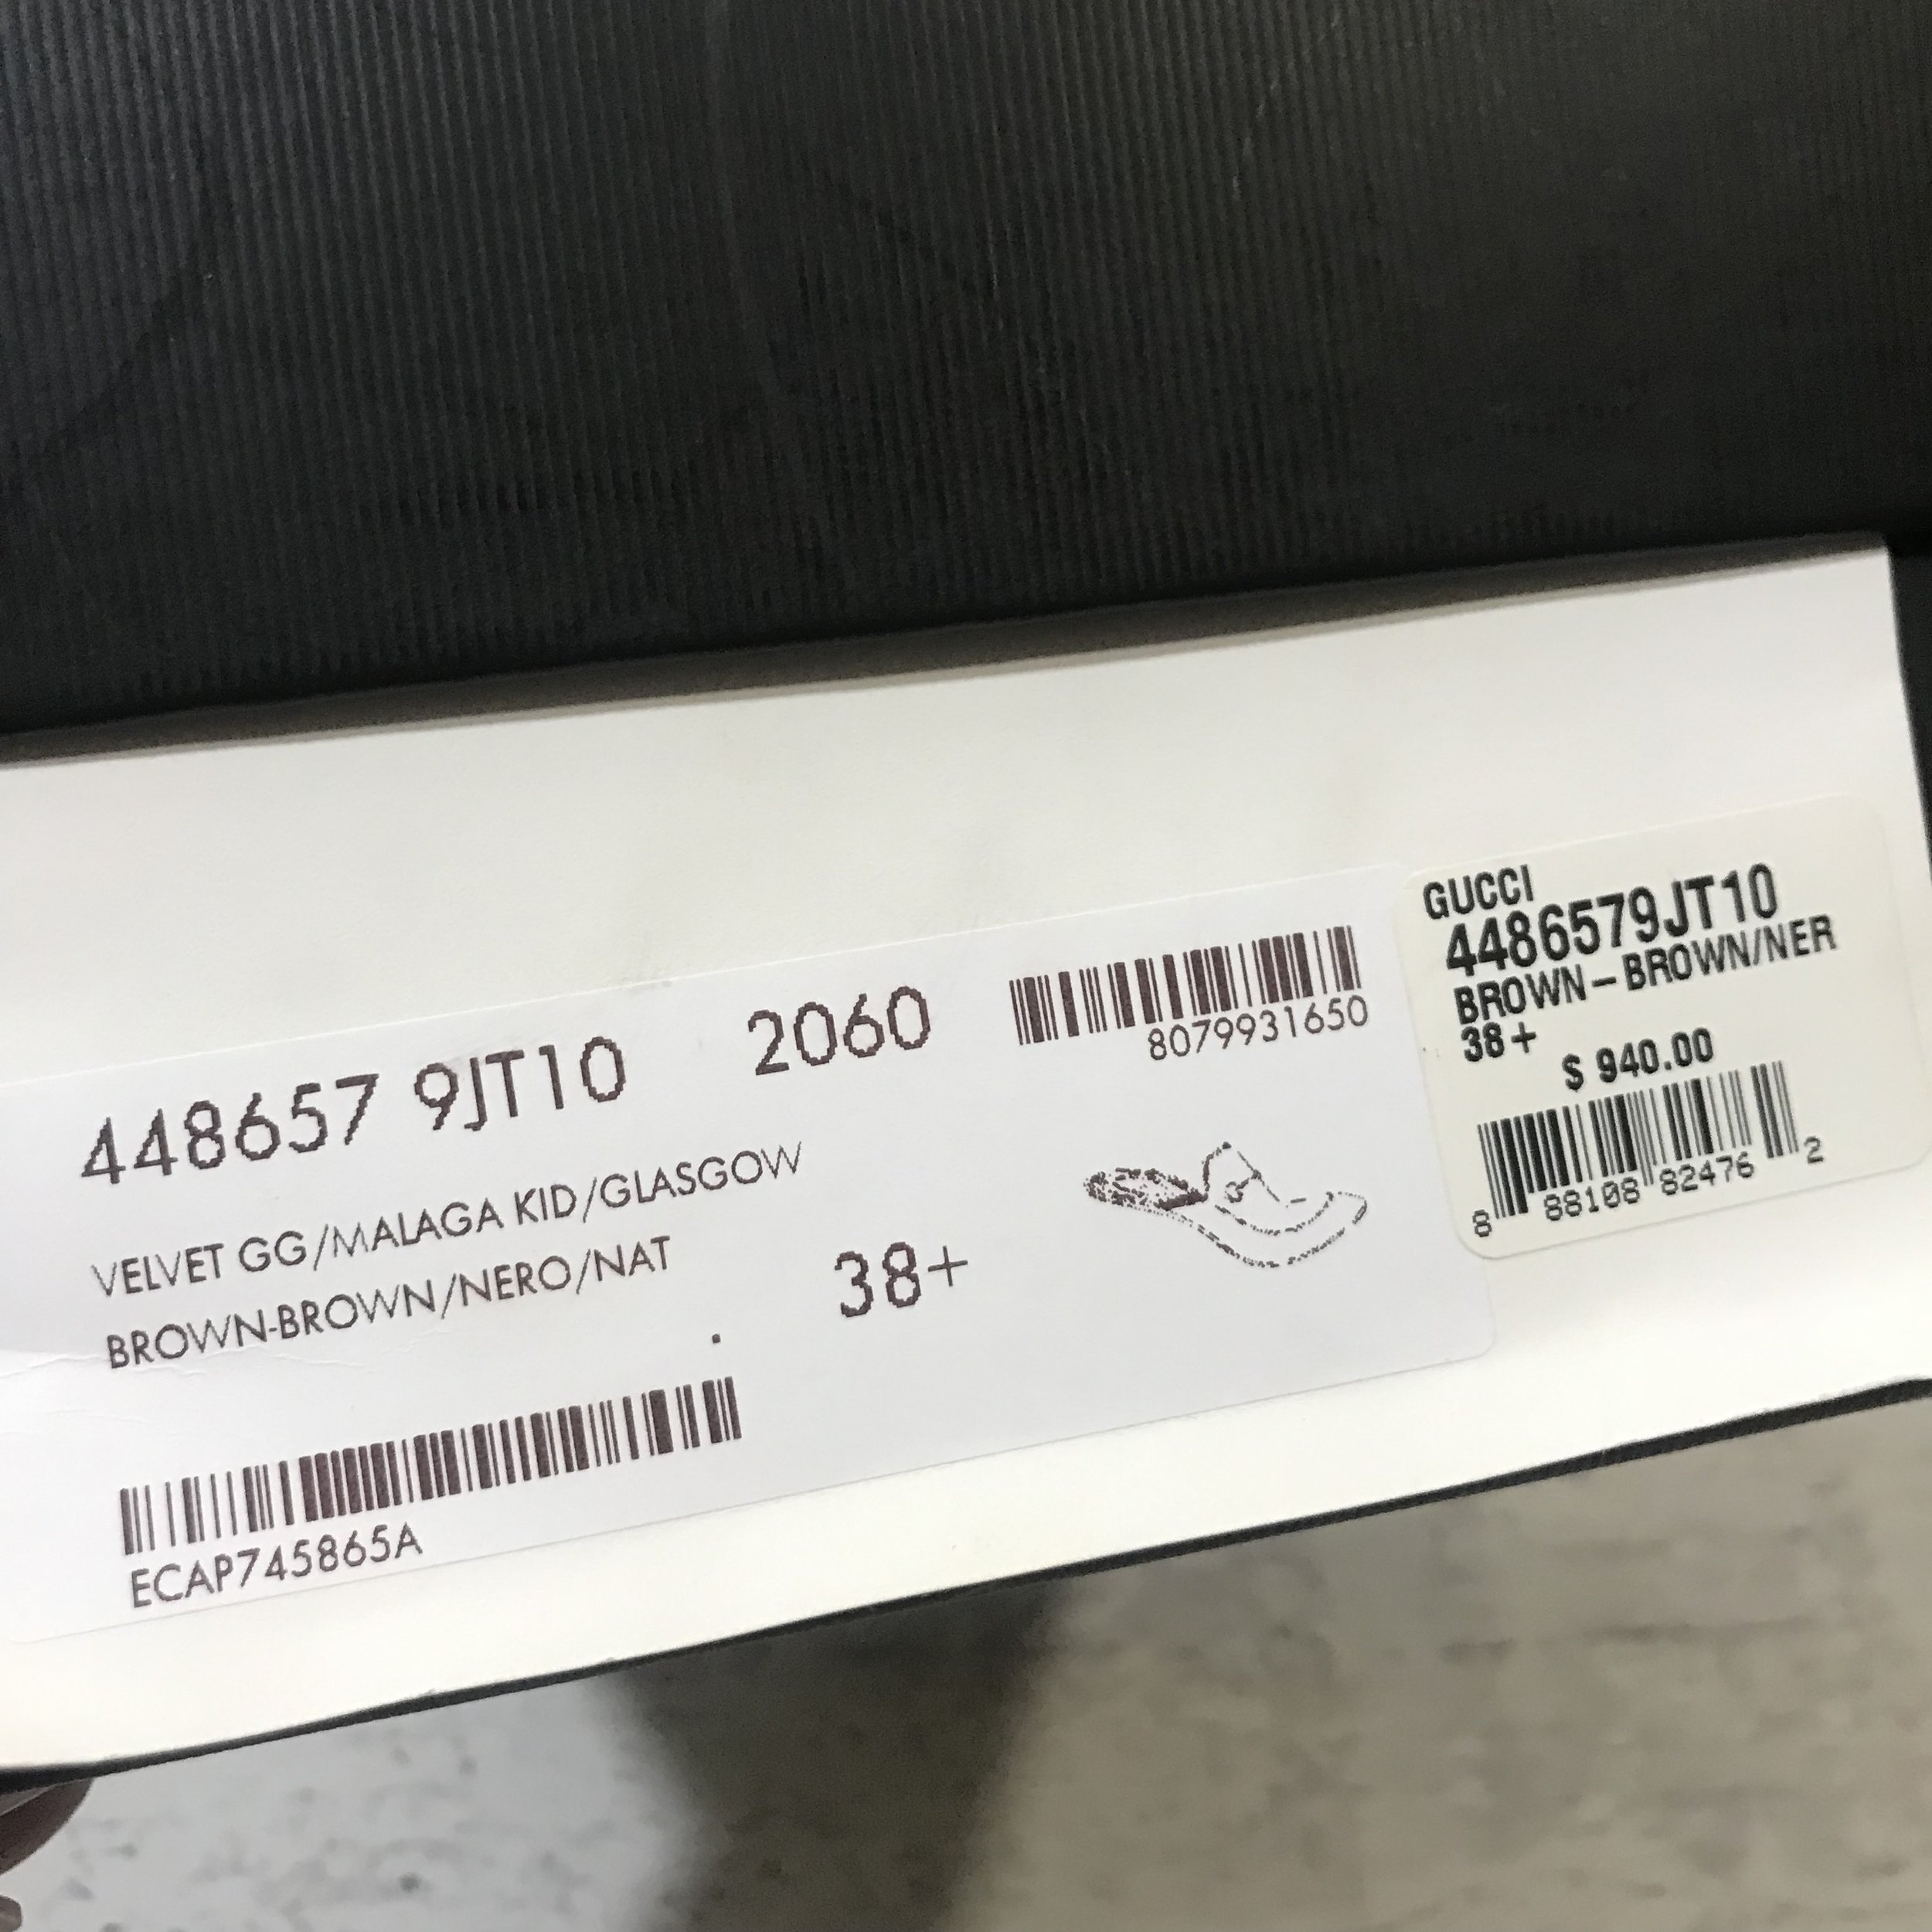 448657 9JT10 2060
8079931650
VELVET GG/MALAGA KID/GLASGOW
BROWN-BROWN/NERO/NAT
38+
.
ECAP745865A
GUCCI
4486579JT10
BROWN-BROWN/NER
38+
$ 940.00
8 88108 82476 2